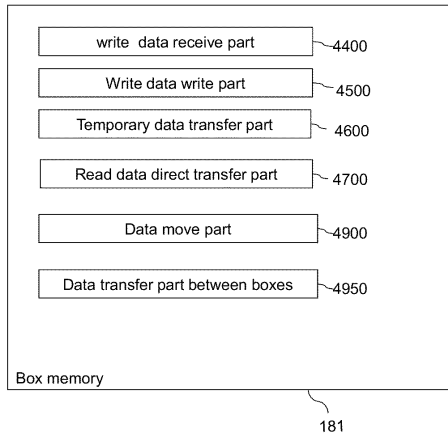 write data receive part 4400
Write data write part 4500
Temporary data transfer part 4600
Read data direct transfer part 4700
Data move part 4900
Data transfer part between boxes 4950
Box memory
181